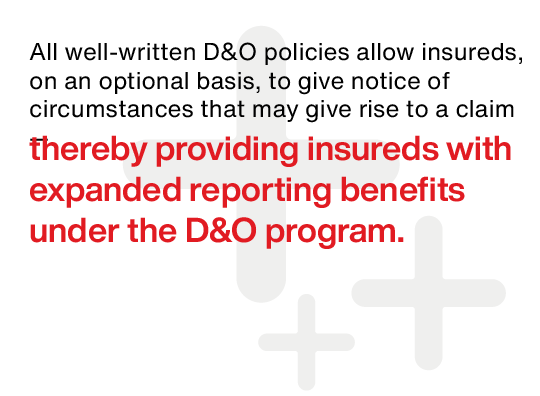 All well-written D&O policies allow insureds,
on an optional basis, to give notice of
circumstances that may give rise to a claim
–
thereby providing insureds with
expanded reporting benefits
under the D&O program.